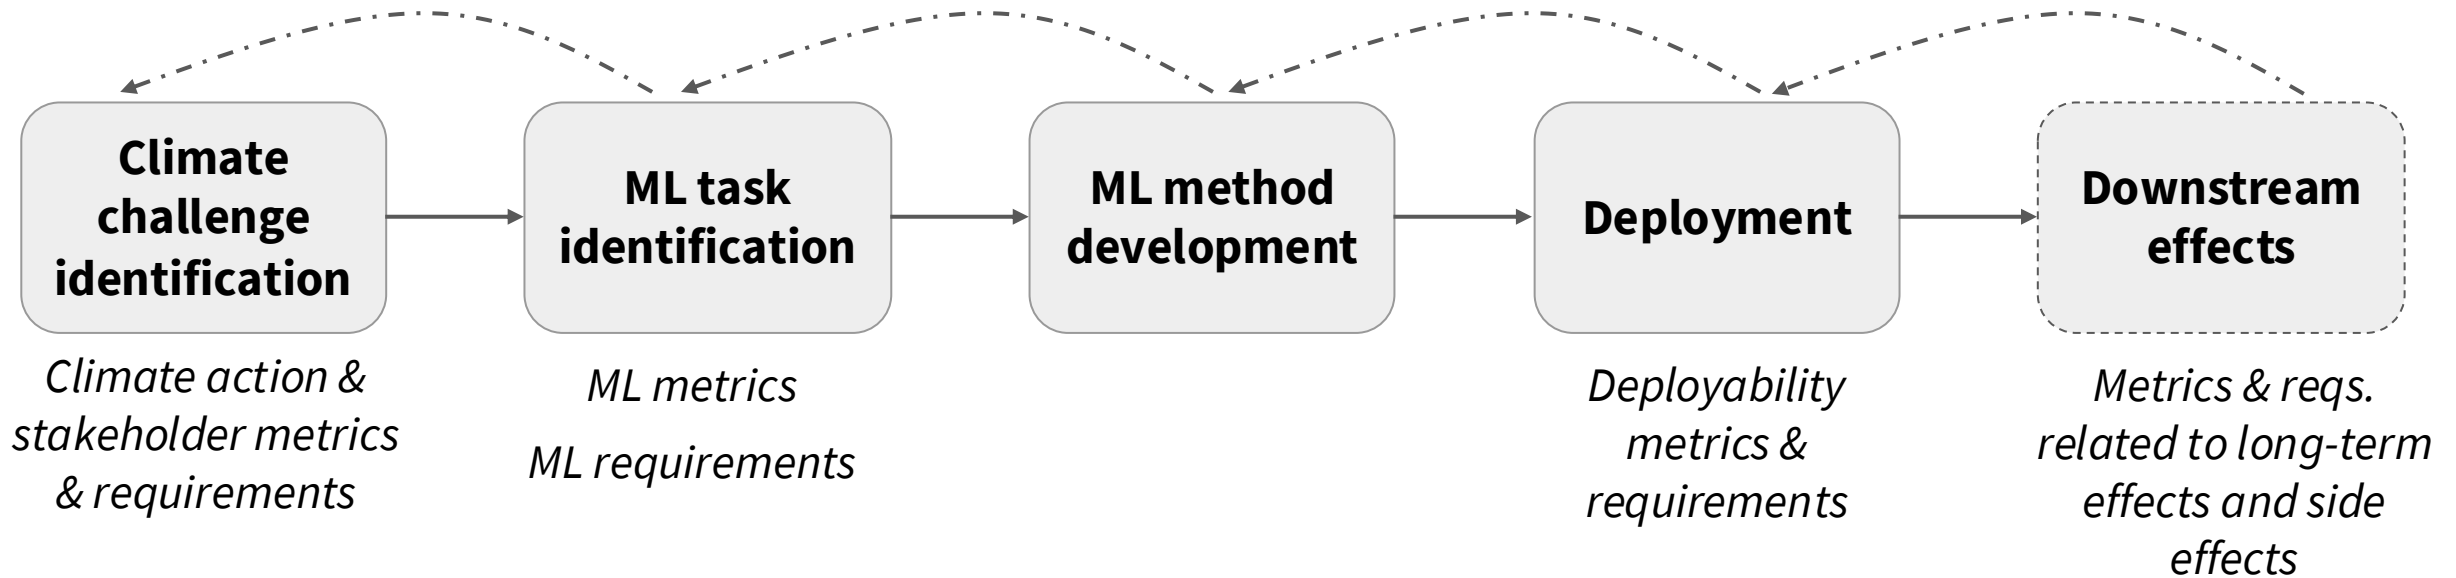 Climate
challenge
identification
ML task
identification
ML method
development
Deployment
Downstream
effects
Climate action &
stakeholder metrics
& requirements
ML metrics
ML requirements
Deployability
metrics &
requirements
Metrics & reqs.
related to long-term
effects and side
effects